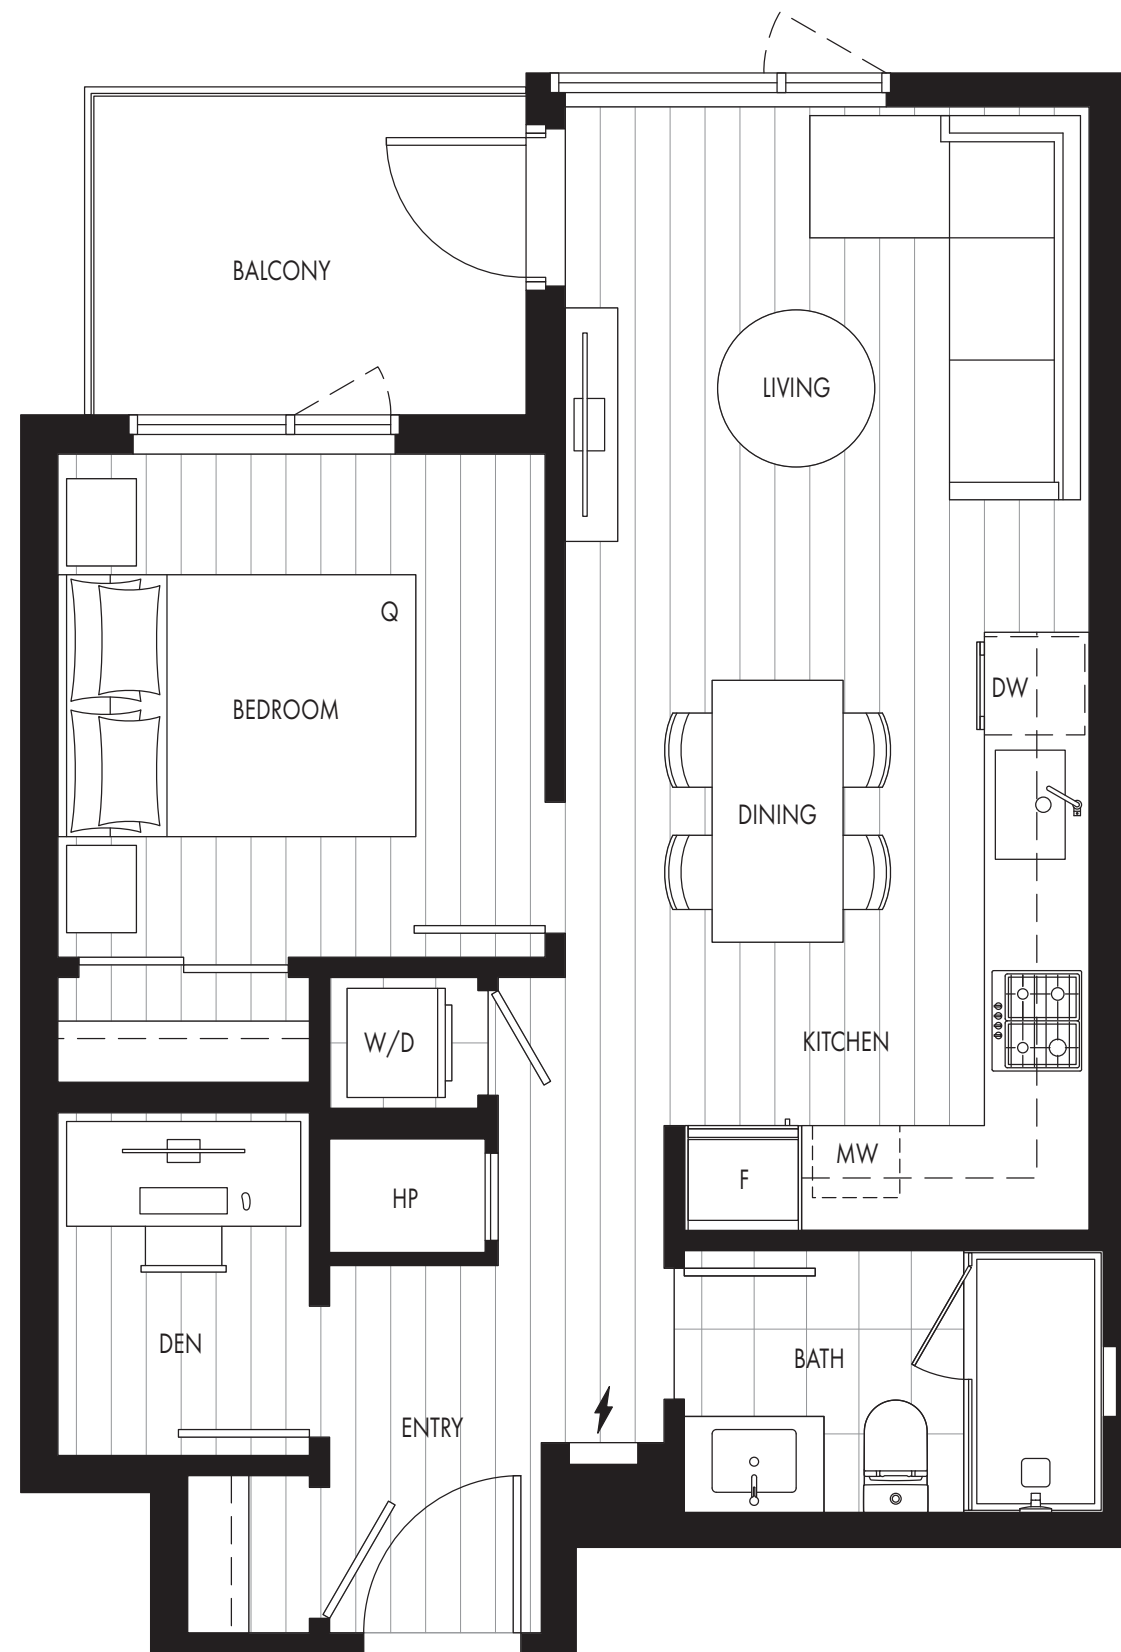 BALCONY
LIVING
Q
DW
BEDROOM
DINING
W/D
KITCHEN
MW
F
HP
DEN
BATH
ENTRY